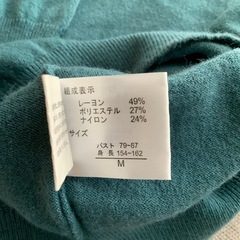 組成表示
レーヨン 49%
ポリエステル 27%
ナイロン 24%
サイズ
バスト 79-87
身長 154-162
M